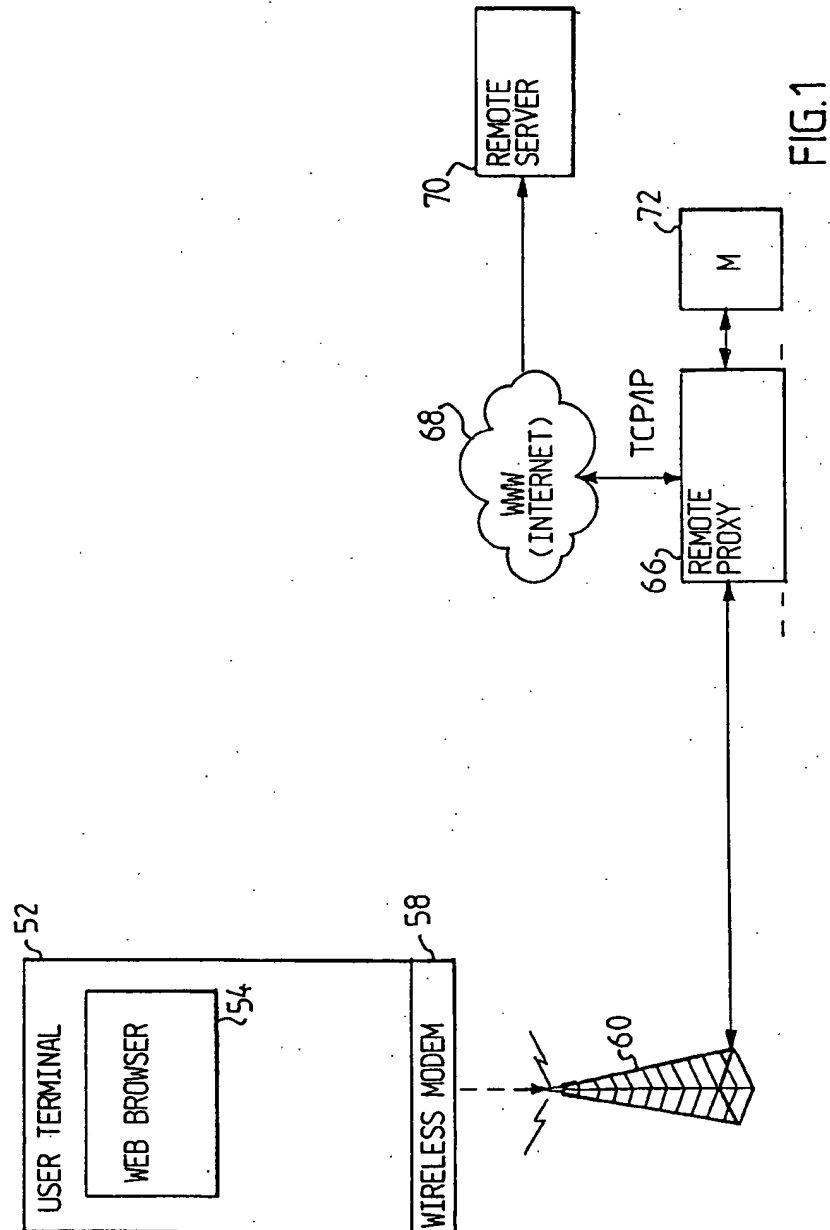 USER TERMINAL
52
WEB BROWSER
54
WIRELESS MODEM
58
60
68
WWW
(INTERNET)
70
REMOTE
SERVER
TCP/IP
66
REMOTE
PROXY
72
M
FIG.1